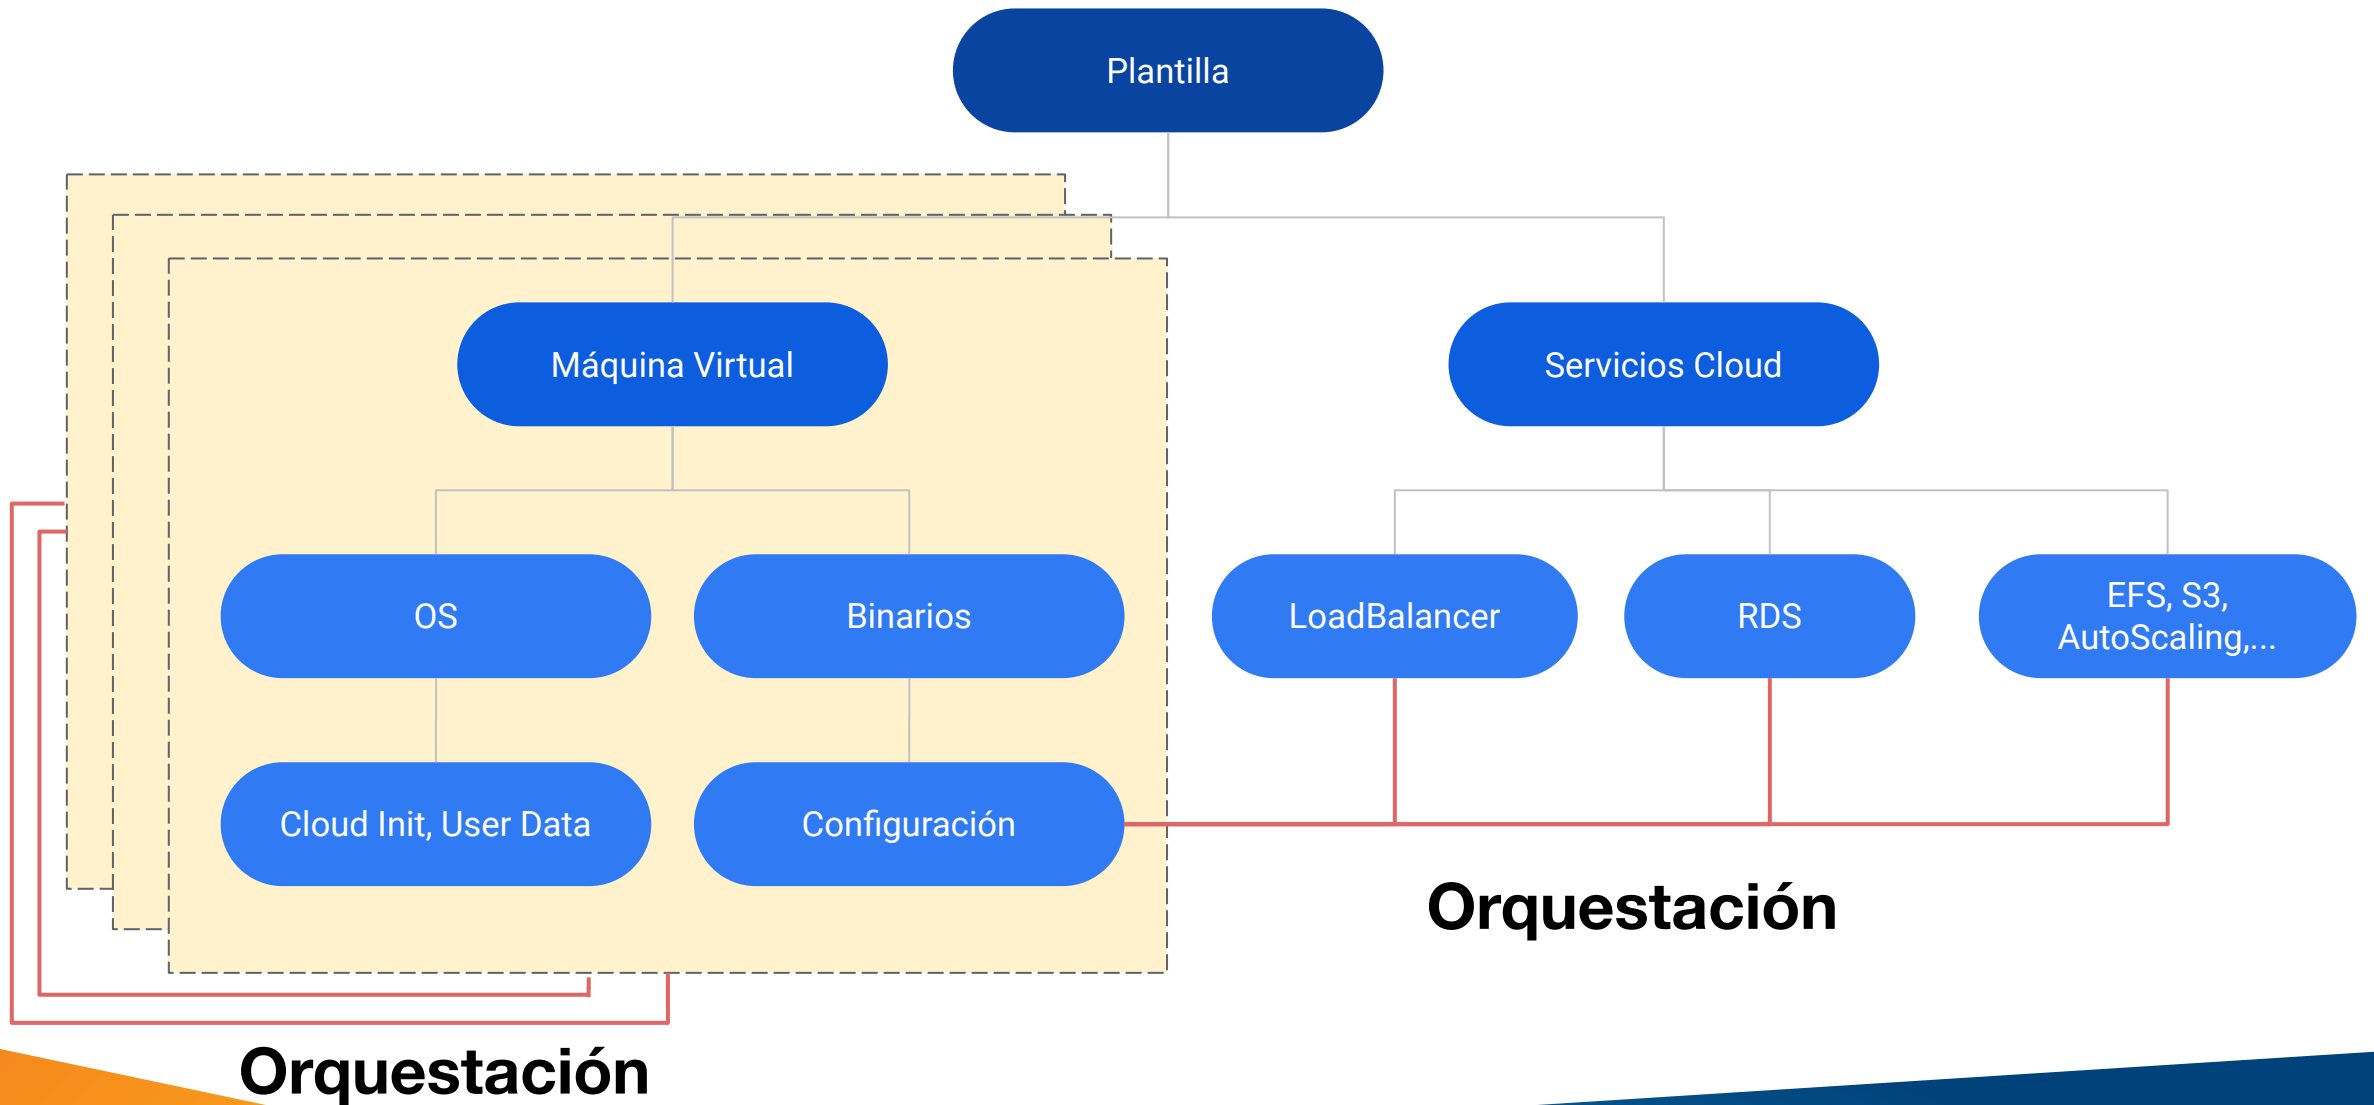 Plantilla
Máquina Virtual
Servicios Cloud
OS
Binarios
LoadBalancer
RDS
EFS, S3,
AutoScaling,...
Cloud Init, User Data
Configuración
Orquestación
Orquestación